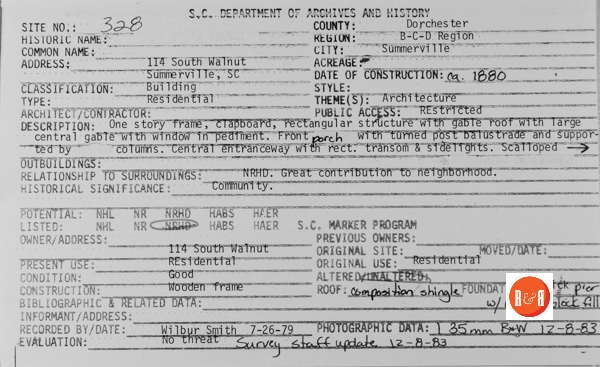 S.C. DEPARTMENT OF ARCHIVES AND HISTORY
SITE NO.: 328 COUNTY: Dorchester
HISTORIC NAME: REGION: B-C-D Region
COMMON NAME: CITY: Summerville
ADDRESS: 114 South Walnut ACREAGE:
Summerville, SC DATE OF CONSTRUCTION: ca. 1880
CLASSIFICATION: Building STYLE:
TYPE: Residential THEME(S): Architecture
ARCHITECT/CONTRACTOR: PUBLIC ACCESS: REstricted
DESCRIPTION: One story frame, clapboard, rectangular structure with gable roof with large
central gable with window in pediment. Front porch with turned post balustrade and suppor-
ted by columns. Central entranceway with rect. transom & sidelights. Scalloped →
OUTBUILDINGS:
RELATIONSHIP TO SURROUNDINGS: NRHD. Great contribution to neighborhood.
HISTORICAL SIGNIFICANCE: Community.
POTENTIAL: NHL NR NRHD HABS HAER
LISTED: NHL NR NRHD HABS HAER S.C. MARKER PROGRAM
OWNER/ADDRESS: PREVIOUS OWNERS:
114 South Walnut ORIGINAL SITE: MOVED/DATE:
PRESENT USE: REsidential ORIGINAL USE: Residential
CONDITION: Good ALTERED/UNALTERED:
CONSTRUCTION: Wooden frame ROOF: composition shingle pier
BIBLIOGRAPHIC & RELATED DATA: w/ fill
INFORMANT/ADDRESS: R&H
RECORDED BY/DATE: Wilbur Smith 7-26-79 PHOTOGRAPHIC DATA: 1 35mm B+W 12-8-83
EVALUATION: No threat Survey staff update 12-8-83